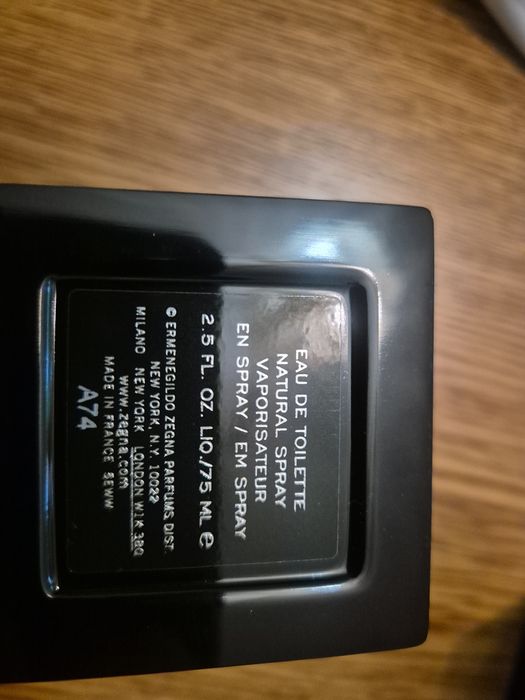 EAU DE TOILETTE
NATURAL SPRAY
VAPORISATEUR
EN SPRAY / EM SPRAY
2.5 FL. OZ. LIQ./75 ML ℮
© ERMENEGILDO ZEGNA PARFUMS, DIST.
NEW YORK, N.Y. 10022
MILANO NEW YORK LONDON W1K 3BQ
www.zegna.com
MADE IN FRANCE 8EWW
A74